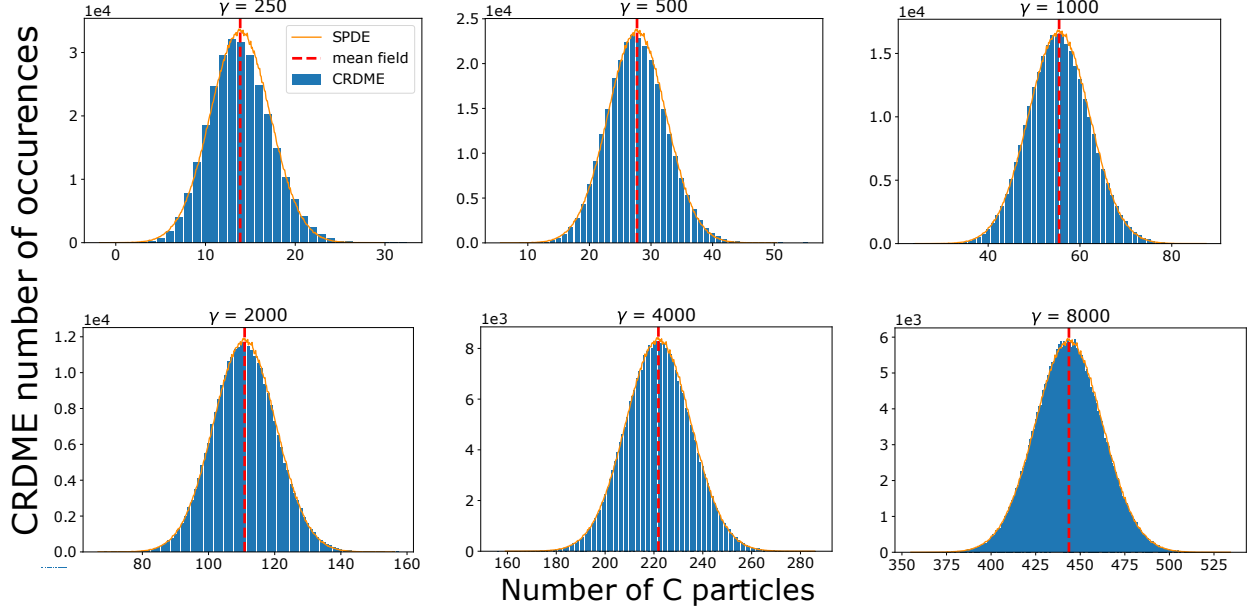 CRDME number of occurences
γ = 250
1e4
3
2
1
0
0 10 20 30
SPDE
mean field
CRDME
γ = 500
1e4
2.5
2.0
1.5
1.0
0.5
0.0
10 20 30 40 50
γ = 1000
1e4
1.5
1.0
0.5
0.0
40 60 80
γ = 2000
1e4
1.2
1.0
0.8
0.6
0.4
0.2
0.0
80 100 120 140 160
γ = 4000
1e3
8
6
4
2
0
160 180 200 220 240 260 280
γ = 8000
1e3
6
5
4
3
2
1
0
350 375 400 425 450 475 500 525
Number of C particles